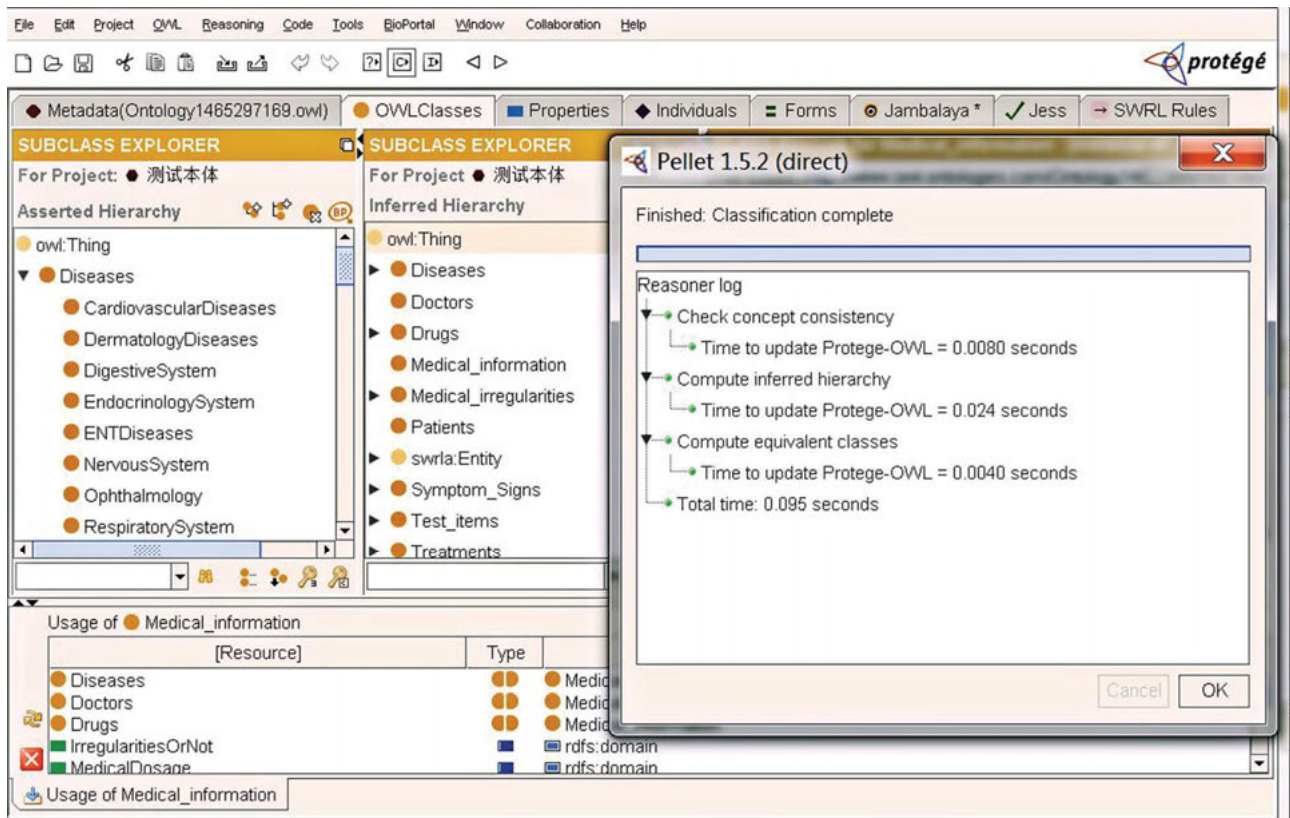 File Edit Project OWL Reasoning Code Tools BioPortal Window Collaboration Help
protégé
Metadata(Ontology1465297169.owl) OWLClasses Properties Individuals Forms Jambalaya * Jess SWRL Rules
SUBCLASS EXPLORER
For Project: 测试本体
Asserted Hierarchy
owl:Thing
Diseases
CardiovascularDiseases
DermatologyDiseases
DigestiveSystem
EndocrinologySystem
ENTDiseases
NervousSystem
Ophthalmology
RespiratorySystem
SUBCLASS EXPLORER
For Project 测试本体
Inferred Hierarchy
owl:Thing
Diseases
Doctors
Drugs
Medical_information
Medical_irregularities
Patients
swrla:Entity
Symptom_Signs
Test_items
Treatments
Pellet 1.5.2 (direct)
Finished: Classification complete
Reasoner log
Check concept consistency
Time to update Protege-OWL = 0.0080 seconds
Compute inferred hierarchy
Time to update Protege-OWL = 0.024 seconds
Compute equivalent classes
Time to update Protege-OWL = 0.0040 seconds
Total time: 0.095 seconds
Cancel OK
Usage of Medical_information
[Resource] Type
Diseases Medic
Doctors Medic
Drugs
IrregularitiesOrNot rdfs:domain
MedicalDosage rdfs:domain
Usage of Medical_information